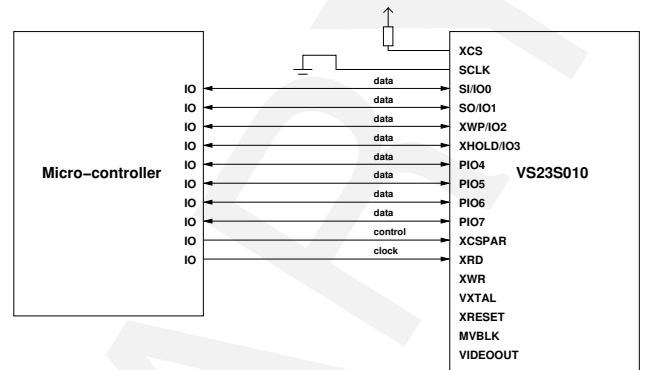 XCS
SCLK
data
IO SI/IO0
data
IO SO/IO1
data
IO XWP/IO2
data
IO XHOLD/IO3
data
Micro-controller IO PIO4 VS23S010
data
IO PIO5
data
IO PIO6
data
IO PIO7
control
IO XCSPAR
clock
IO XRD
XWR
VXTAL
XRESET
MVBLK
VIDEOOUT